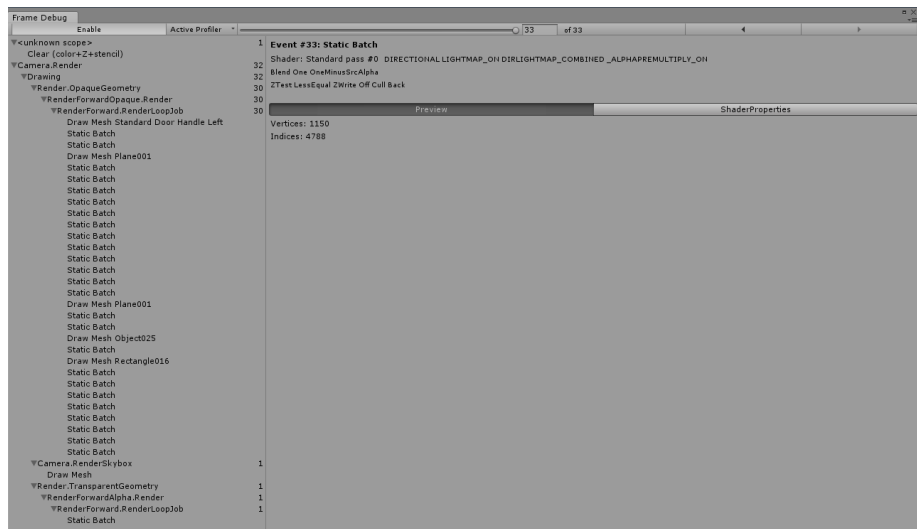 Frame Debug
Enable Active Profiler 33 of 33
<unknown scope> 1
Clear (color+Z+stencil)
Camera.Render 32
Drawing 32
Render.OpaqueGeometry 30
RenderForwardOpaque.Render 30
RenderForward.RenderLoopJob 30
Draw Mesh Standard Door Handle Left
Static Batch
Static Batch
Draw Mesh Plane001
Static Batch
Static Batch
Static Batch
Static Batch
Static Batch
Static Batch
Static Batch
Static Batch
Static Batch
Static Batch
Static Batch
Static Batch
Draw Mesh Plane001
Static Batch
Static Batch
Draw Mesh Object025
Static Batch
Draw Mesh Rectangle016
Static Batch
Static Batch
Static Batch
Static Batch
Static Batch
Static Batch
Static Batch
Static Batch
Camera.RenderSkybox 1
Draw Mesh
Render.TransparentGeometry 1
RenderForwardAlpha.Render 1
RenderForward.RenderLoopJob 1
Static Batch
Event #33: Static Batch
Shader: Standard pass #0 DIRECTIONAL LIGHTMAP_ON DIRLIGHTMAP_COMBINED _ALPHAPREMULTIPLY_ON
Blend One OneMinusSrcAlpha
ZTest LessEqual ZWrite Off Cull Back
Preview ShaderProperties
Vertices: 1150
Indices: 4788